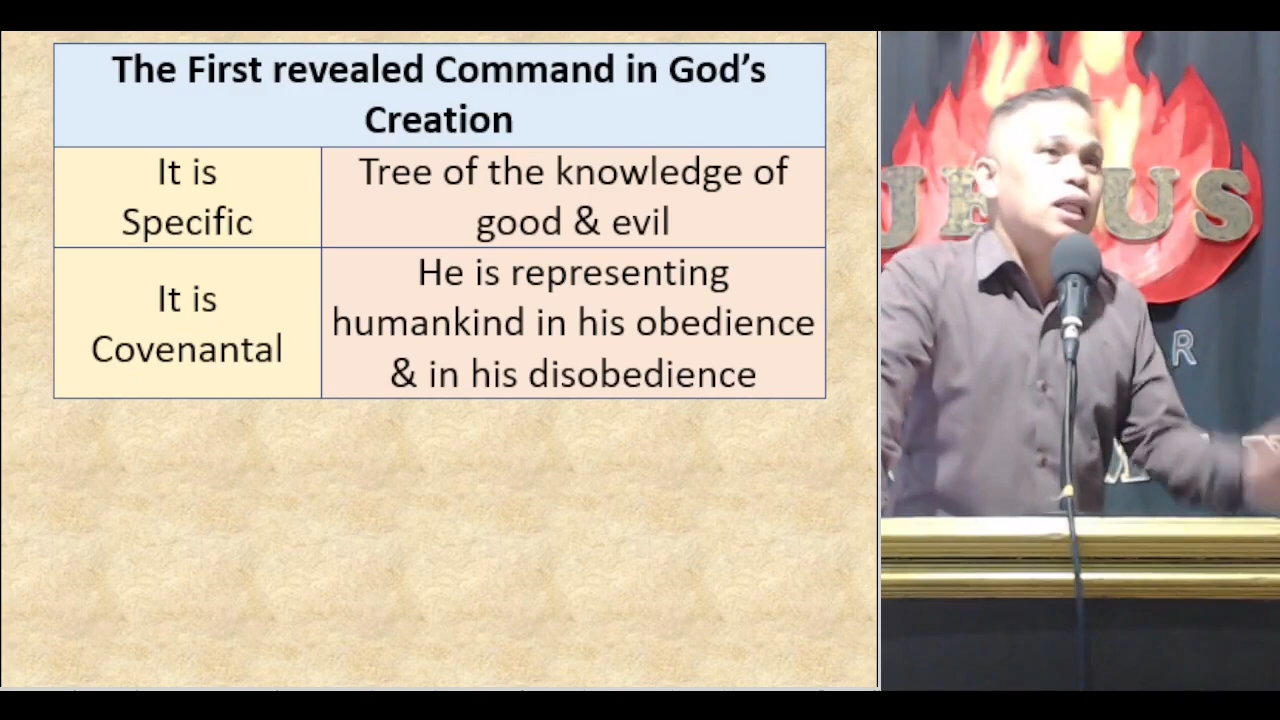 The First revealed Command in God's
Creation
It is
Specific
Tree of the knowledge of
good & evil
It is
Covenantal
He is representing
humankind in his obedience
& in his disobedience
JESUS